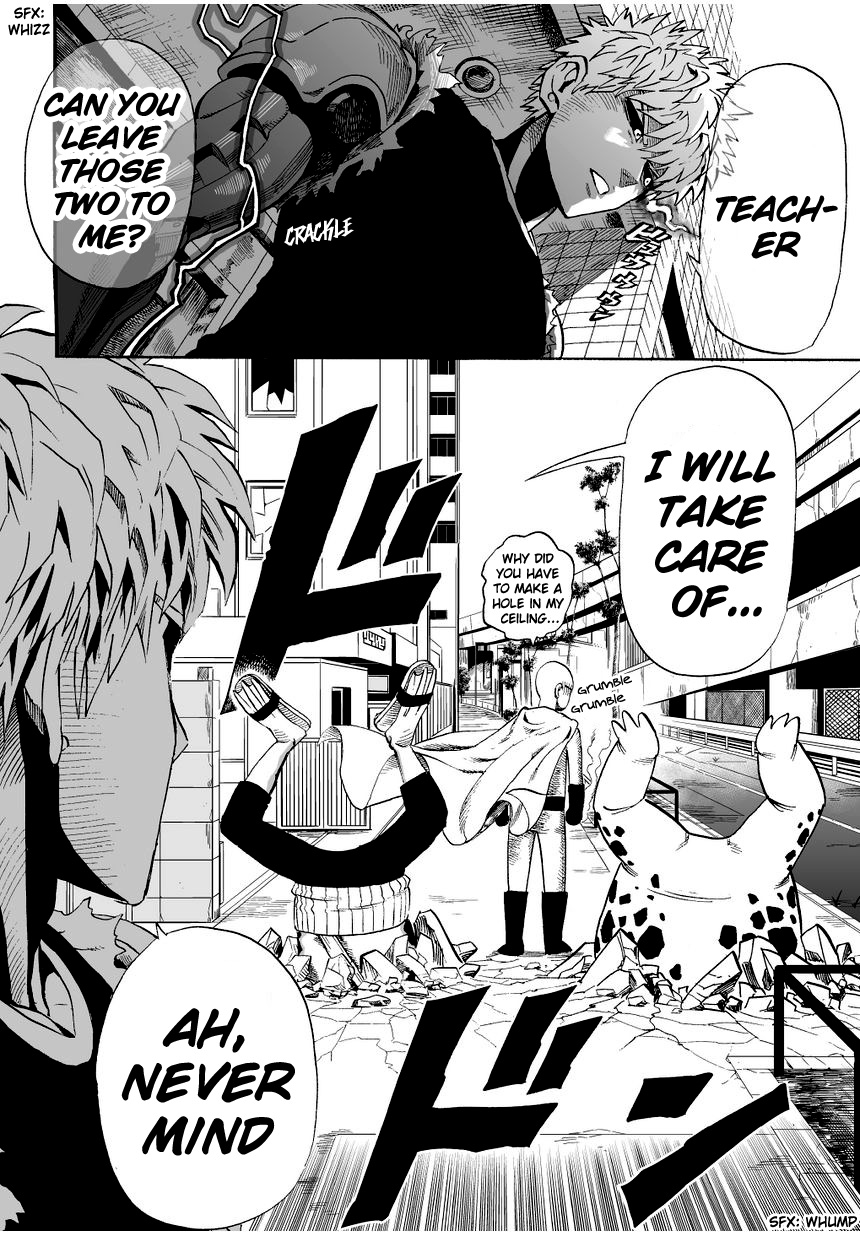 SFX:
WHIZZ
TEACH-
ER
CAN YOU
LEAVE
THOSE
TWO TO
ME?
CRACKLE
I WILL
TAKE
CARE
OF...
WHY DID
YOU HAVE
TO MAKE A
HOLE IN MY
CEILING...
Grumble
Grumble
ド
AH,
NEVER
MIND
ドン
SFX: WHUMP